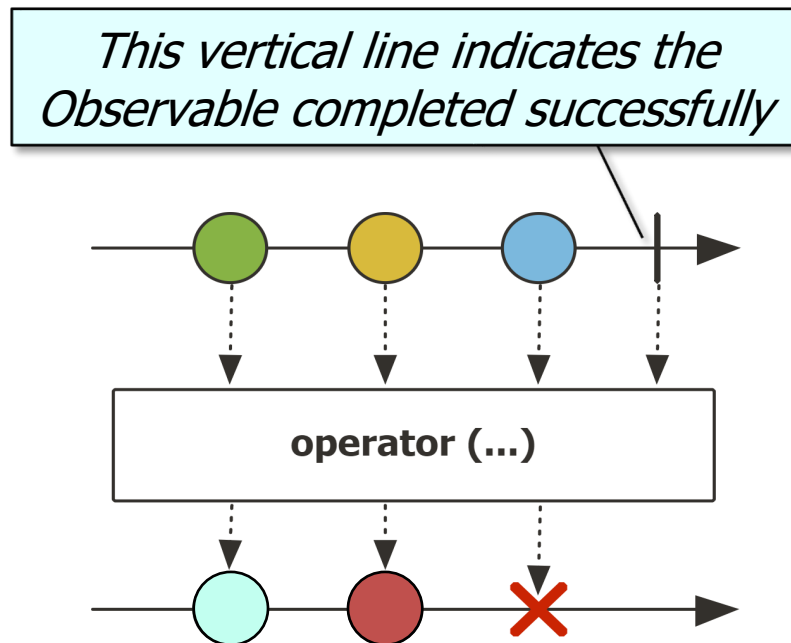 This vertical line indicates the
Observable completed successfully
operator (...)